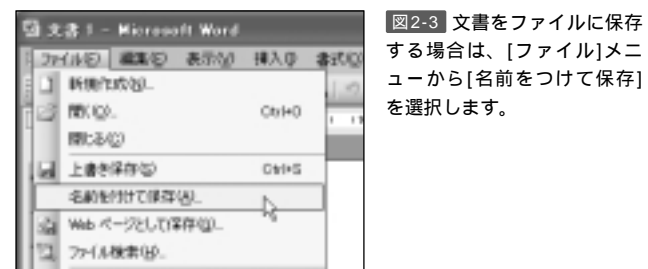 文書 1 - Microsoft Word
ファイル(F) 編集(E) 表示(V) 挿入(I) 書式(O)
新規作成(N)...
開く(O)... Ctrl+O
閉じる(C)
上書き保存(S) Ctrl+S
名前を付けて保存(A)...
Web ページとして保存(G)...
ファイル検索(H)...
図2-3 文書をファイルに保存
する場合は、[ファイル]メニ
ューから[名前をつけて保存]
を選択します。